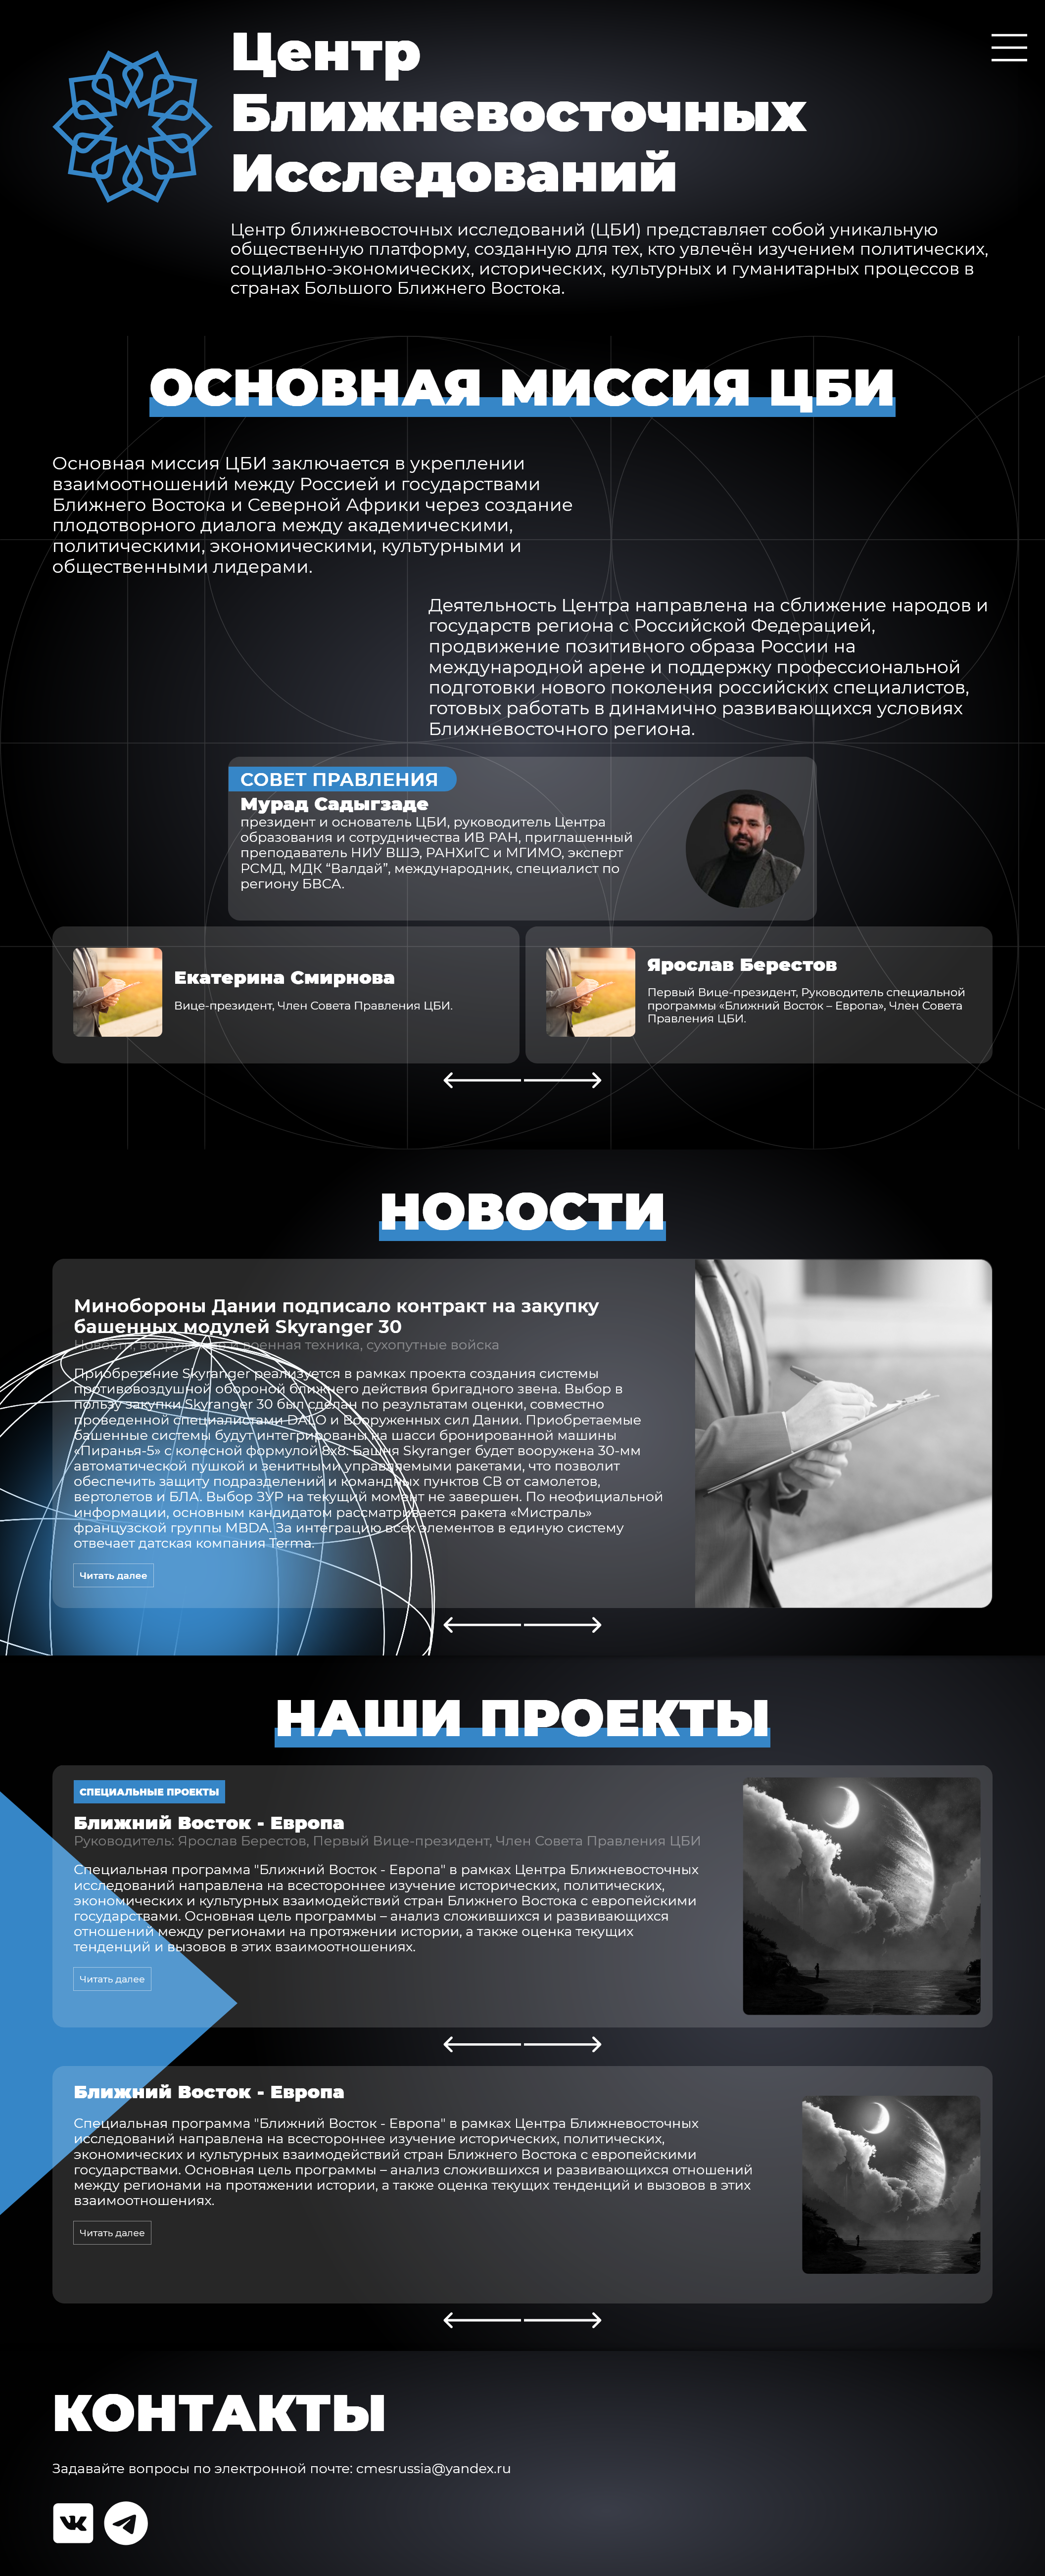 Центр
Ближневосточных
Исследований
Центр ближневосточных исследований (ЦБИ) представляет собой уникальную
общественную платформу, созданную для тех, кто увлечён изучением политических,
социально-экономических, исторических, культурных и гуманитарных процессов в
странах Большого Ближнего Востока.
ОСНОВНАЯ МИССИЯ ЦБИ
Основная миссия ЦБИ заключается в укреплении
взаимоотношений между Россией и государствами
Ближнего Востока и Северной Африки через создание
плодотворного диалога между академическими,
политическими, экономическими, культурными и
общественными лидерами.
Деятельность Центра направлена на сближение народов и
государств региона с Российской Федерацией,
продвижение позитивного образа России на
международной арене и поддержку профессиональной
подготовки нового поколения российских специалистов,
готовых работать в динамично развивающихся условиях
Ближневосточного региона.
СОВЕТ ПРАВЛЕНИЯ
Мурад Садыгзаде
президент и основатель ЦБИ, руководитель Центра
образования и сотрудничества ИВ РАН, приглашенный
преподаватель НИУ ВШЭ, РАНХиГС и МГИМО, эксперт
РСМД, МДК “Валдай”, международник, специалист по
региону БВСА.
Екатерина Смирнова
Вице-президент, Член Совета Правления ЦБИ.
Ярослав Берестов
Первый Вице-президент, Руководитель специальной
программы «Ближний Восток – Европа», Член Совета
Правления ЦБИ.
НОВОСТИ
Минобороны Дании подписало контракт на закупку
башенных модулей Skyranger 30
Новости, вооружения и военная техника, сухопутные войска
Приобретение Skyranger реализуется в рамках проекта создания системы
противовоздушной обороной ближнего действия бригадного звена. Выбор в
пользу закупки Skyranger 30 был сделан по результатам оценки, совместно
проведенной специалистами DALO и Вооруженных сил Дании. Приобретаемые
башенные системы будут интегрированы на шасси бронированной машины
«Пиранья-5» с колесной формулой 8х8. Башня Skyranger будет вооружена 30-мм
автоматической пушкой и зенитными управляемыми ракетами, что позволит
обеспечить защиту подразделений и командных пунктов СВ от самолетов,
вертолетов и БЛА. Выбор ЗУР на текущий момент не завершен. По неофициальной
информации, основным кандидатом рассматривается ракета «Мистраль»
французской группы MBDA. За интеграцию всех элементов в единую систему
отвечает датская компания Terma.
Читать далее
НАШИ ПРОЕКТЫ
СПЕЦИАЛЬНЫЕ ПРОЕКТЫ
Ближний Восток - Европа
Руководитель: Ярослав Берестов, Первый Вице-президент, Член Совета Правления ЦБИ
Специальная программа "Ближний Восток - Европа" в рамках Центра Ближневосточных
исследований направлена на всестороннее изучение исторических, политических,
экономических и культурных взаимодействий стран Ближнего Востока с европейскими
государствами. Основная цель программы – анализ сложившихся и развивающихся
отношений между регионами на протяжении истории, а также оценка текущих
тенденций и вызовов в этих взаимоотношениях.
Читать далее
Ближний Восток - Европа
Специальная программа "Ближний Восток - Европа" в рамках Центра Ближневосточных
исследований направлена на всестороннее изучение исторических, политических,
экономических и культурных взаимодействий стран Ближнего Востока с европейскими
государствами. Основная цель программы – анализ сложившихся и развивающихся отношений
между регионами на протяжении истории, а также оценка текущих тенденций и вызовов в этих
взаимоотношениях.
Читать далее
КОНТАКТЫ
Задавайте вопросы по электронной почте: cmesrussia@yandex.ru